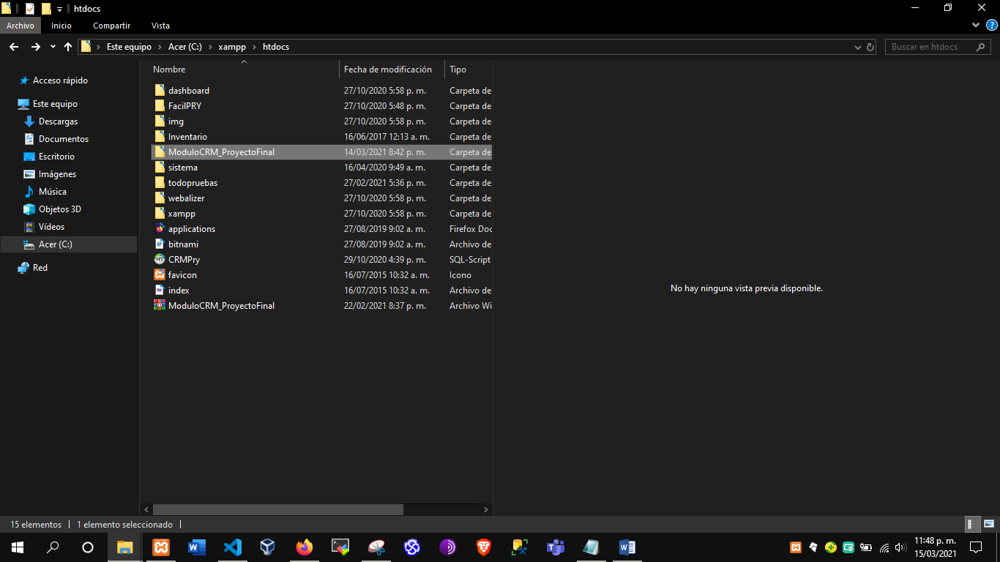 htdocs
Archivo Inicio Compartir Vista
Este equipo Acer (C:) xampp htdocs
Buscar en htdocs
Acceso rápido
Este equipo
Descargas
Documentos
Escritorio
Imágenes
Música
Objetos 3D
Vídeos
Acer (C:)
Red
Nombre Fecha de modificación Tipo
dashboard 27/10/2020 5:58 p. m. Carpeta de
FacilPRY 27/10/2020 5:48 p. m. Carpeta de
img 27/10/2020 5:58 p. m. Carpeta de
Inventario 16/06/2017 12:13 a. m. Carpeta de
ModuloCRM_ProyectoFinal 14/03/2021 8:42 p. m. Carpeta de
sistema 16/04/2020 9:49 a. m. Carpeta de
todopruebas 27/02/2021 5:36 p. m. Carpeta de
webalizer 27/10/2020 5:58 p. m. Carpeta de
xampp 27/10/2020 5:58 p. m. Carpeta de
applications 27/08/2019 9:02 a. m. Firefox Doc
bitnami 27/08/2019 9:02 a. m. Archivo de
CRMPry 29/10/2020 4:39 p. m. SQL-Script
favicon 16/07/2015 10:32 a. m. Icono
index 16/07/2015 10:32 a. m. Archivo de
ModuloCRM_ProyectoFinal 22/02/2021 8:37 p. m. Archivo Wi
No hay ninguna vista previa disponible.
15 elementos 1 elemento seleccionado
11:48 p. m.
15/03/2021